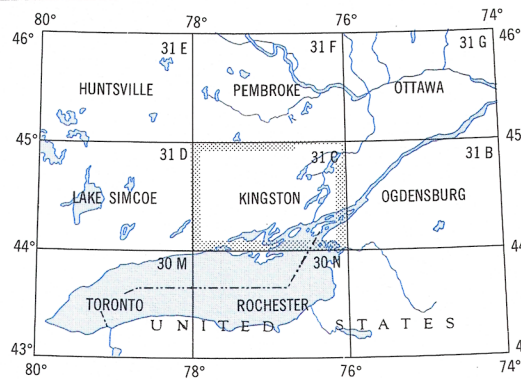 80° 78° 76° 74°
46° 31 E 31 F 31 G 46°
HUNTSVILLE PEMBROKE OTTAWA
R
45° 45
31 D 31 C 31 B
LAKE SIMCOE KINGSTON OGDENSBURG
44° 44
30 M 30 N
TORONTO ROCHESTER
UNITED STATES
43° 4
80° 78° 76° 74°